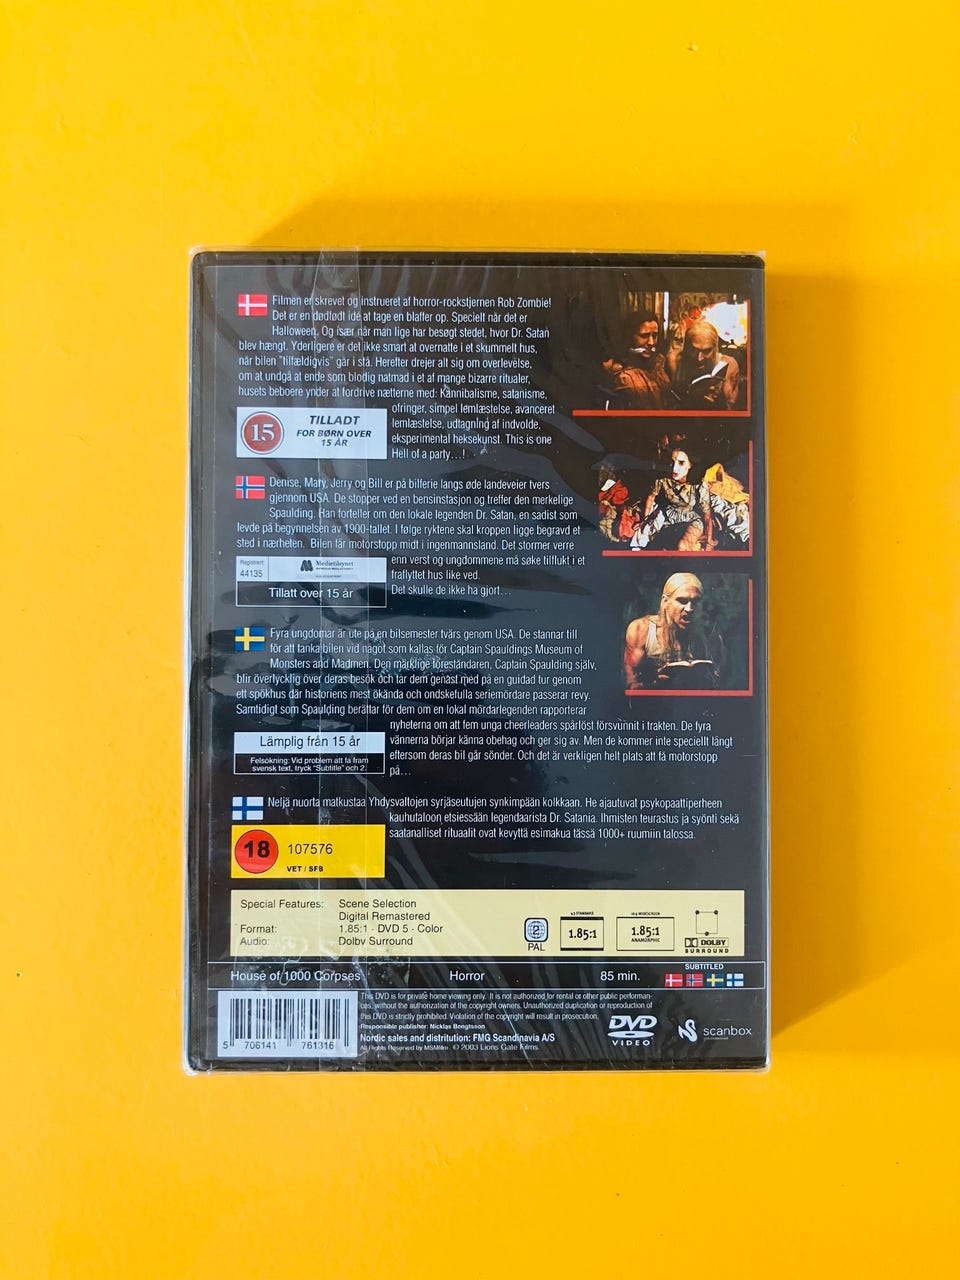 Filmen er skrevet og instrueret af horror-rockstjernen Rob Zombie!
Det er en dødfødt idé at tage en blaffer op. Specielt når det er
Halloween. Og især når man lige har besøgt stedet, hvor Dr. Satan
blev hængt. Yderligere er det ikke smart at overnatte i et skummelt hus,
når bilen "tilfældigvis" går i stå. Herefter drejer alt sig om overlevelse,
om at undgå at ende som blodig natmad i et af mange bizarre ritualer,
husets beboere ynder at fordrive nætterne med: Kannibalisme, satanisme,
ofringer, simpel lemlæstelse, avanceret
lemlæstelse, udtagning af indvolde,
eksperimental heksekunst. This is one
Hell of a party...!
15
TILLADT
FOR BØRN OVER
15 ÅR
Denise, Mary, Jerry og Bill er på bilferie langs øde landeveier tvers
gjennom USA. De stopper ved en bensinstasjon og treffer den merkelige
Spaulding. Han forteller om den lokale legenden Dr. Satan, en sadist som
levde på begynnelsen av 1900-tallet. I følge ryktene skal kroppen ligge begravd et
sted i nærheten. Bilen får motorstopp midt i ingenmannsland. Det stormer verre
enn verst og ungdommene må søke tilflukt i et
fraflyttet hus like ved.
Det skulle de ikke ha gjort...
Registrert
44135
Medietilsynet
Tillatt over 15 år
Fyra ungdomar är ute på en bilsemester tvärs genom USA. De stannar till
för att tanka bilen vid något som kallas för Captain Spauldings Museum of
Monsters and Madmen. Den märklige föreståndaren, Captain Spaulding själv,
blir överlycklig över deras besök och tar dem genast med på en guidad tur genom
ett spökhus där historiens mest ökända och ondskefulla seriemördare passerar revy.
Samtidigt som Spaulding berättar för dem om en lokal mördarlegenden rapporterar
nyheterna om att fem unga cheerleaders spårlöst försvunnit i trakten. De fyra
vännerna börjar känna obehag och ger sig av. Men de kommer inte speciellt långt
eftersom deras bil går sönder. Och det är verkligen helt plats att få motorstopp
på...
Lämplig från 15 år
Felsökning: Vid problem att få fram
svensk text, tryck "Subtitle" och 2.
Neljä nuorta matkustaa Yhdysvaltojen syrjäseutujen synkimpään kolkkaan. He ajautuvat psykopaattiperheen
kauhutaloon etsiessään legendaarista Dr. Satania. Ihmisten teurastus ja syönti sekä
saatanalliset rituaalit ovat kevyttä esimakua tässä 1000+ ruumiin talossa.
18
107576
VET / SFB
Special Features: Scene Selection
Digital Remastered
Format: 1.85:1 · DVD 5 · Color
Audio: Dolby Surround
2
PAL
4:3 STANDARD
1.85:1
16:9 WIDESCREEN
1.85:1
ANAMORPHIC
DOLBY
SURROUND
House of 1000 Corpses Horror 85 min.
SUBTITLED
5 706141 761316
This DVD is for private home viewing only. It is not authorized for rental or other public performan-
ces, without the authorization of the copyright owners. Unauthorized duplication or reproduction of
this DVD is strictly prohibited. Violation of the copyright will result in prosecution.
Responsible publisher: Nicklas Bengtsson
Nordic sales and distritution: FMG Scandinavia A/S
All Rights Reserved by MSMfilm © 2003 Lions Gate Films.
DVD
VIDEO
scanbox